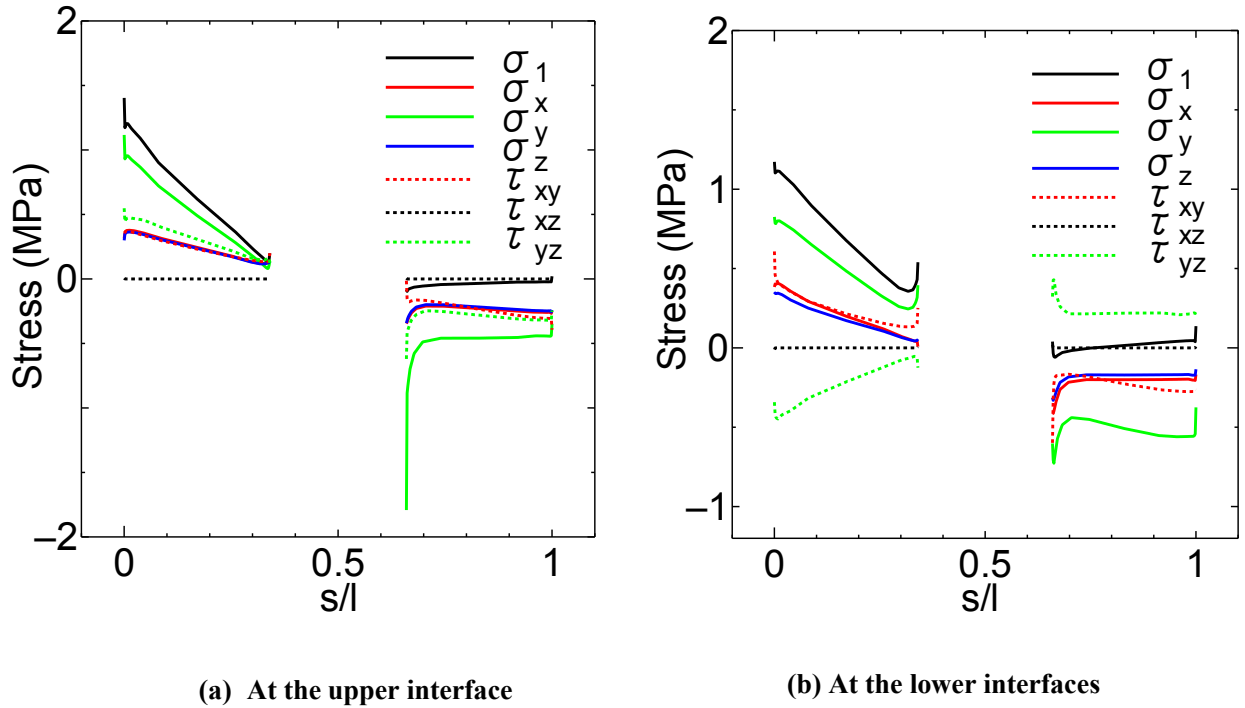 2
1
0
−2
Stress (MPa)
0
0.5
1
s/l
σ1
σx
σy
σz
τxy
τxz
τyz
(a) At the upper interface
2
1
0
−1
Stress (MPa)
0
0.5
1
s/l
σ1
σx
σy
σz
τxy
τxz
τyz
(b) At the lower interfaces